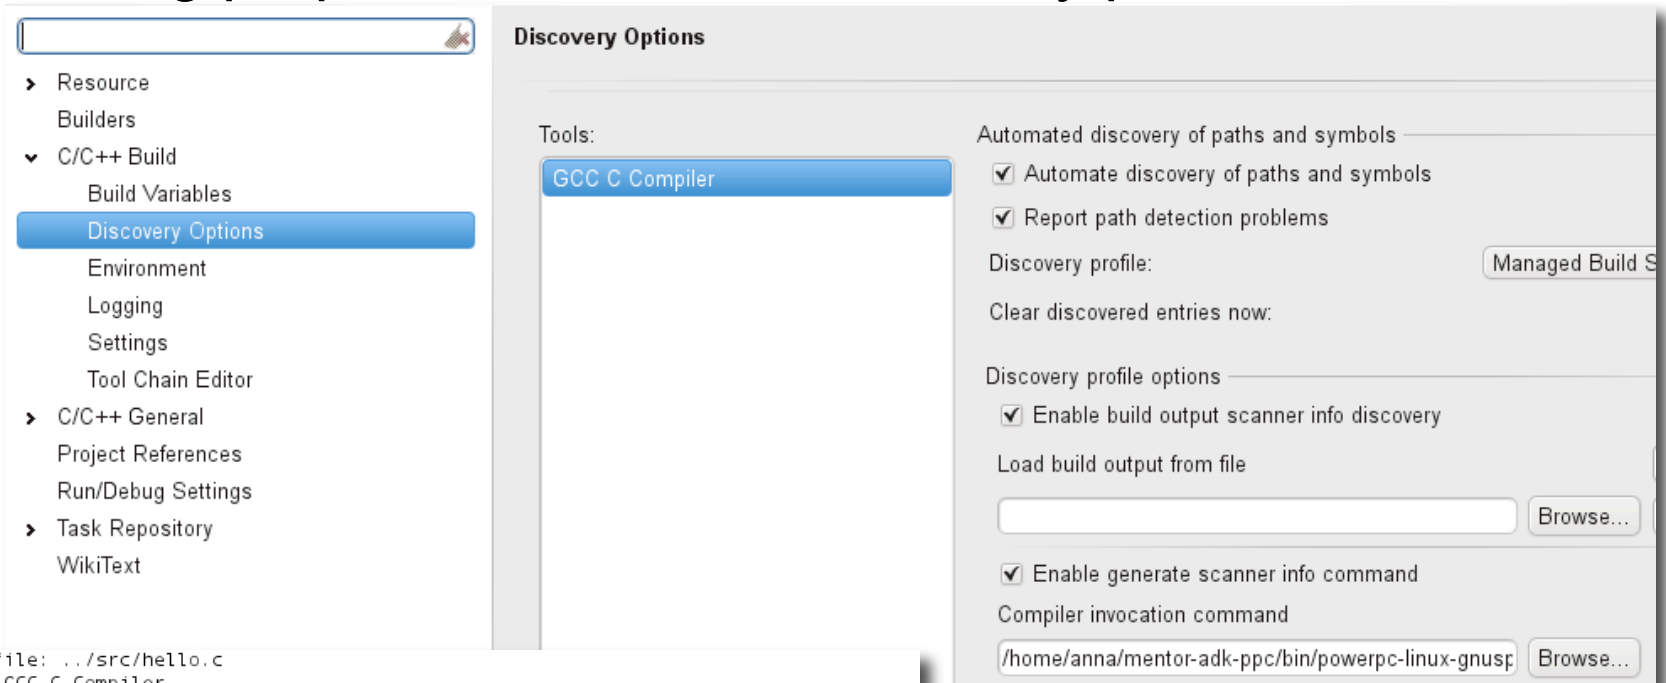 Discovery Options
Resource
Builders
C/C++ Build
Build Variables
Discovery Options
Environment
Logging
Settings
Tool Chain Editor
C/C++ General
Project References
Run/Debug Settings
Task Repository
WikiText
Tools:
GCC C Compiler
Automated discovery of paths and symbols
Automate discovery of paths and symbols
Report path detection problems
Discovery profile:
Managed Build S
Clear discovered entries now:
Discovery profile options
Enable build output scanner info discovery
Load build output from file
Browse...
Enable generate scanner info command
Compiler invocation command
/home/anna/mentor-adk-ppc/bin/powerpc-linux-gnusp
Browse...
file: ../src/hello.c
GCC C Compiler